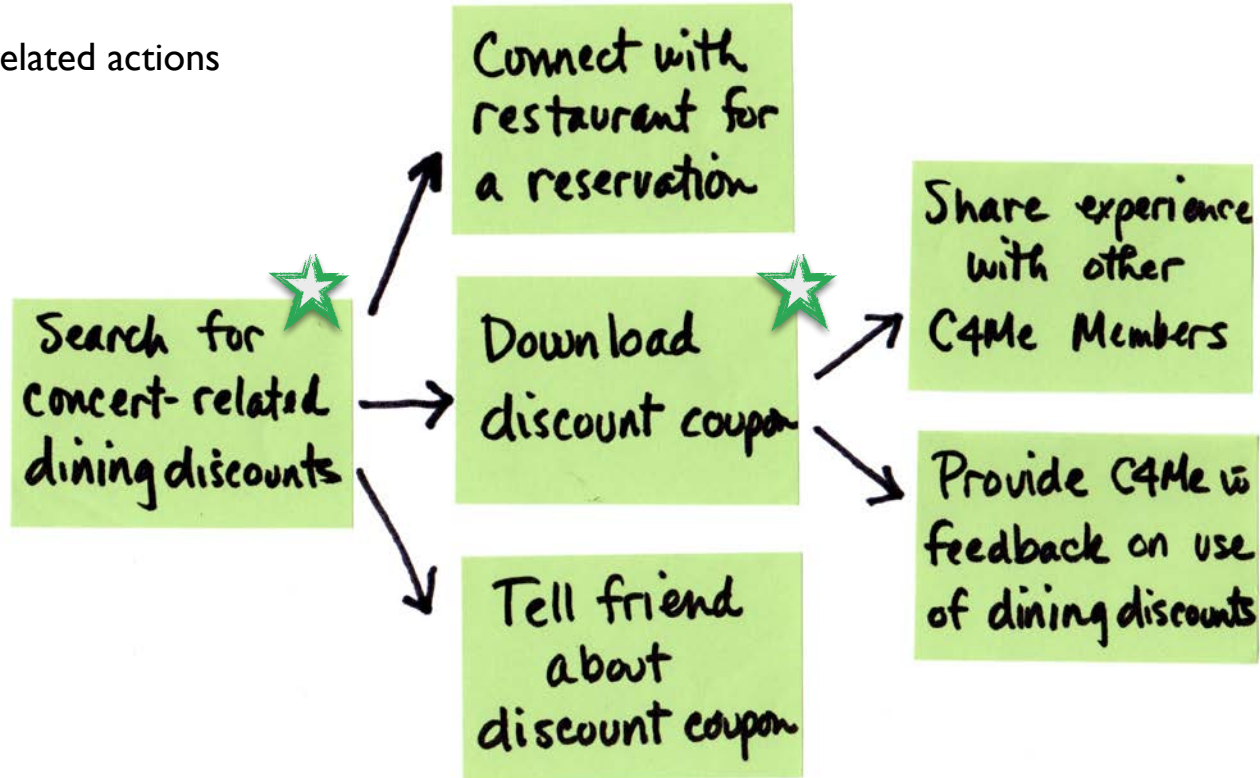 elated actions
Connect with
restaurant for
a reservation
Search for
concert-related
dining discounts
Download
discount coupon
Tell friend
about
discount coupon
Share experience
with other
C4Me Members
Provide C4Me w
feedback on use
of dining discounts